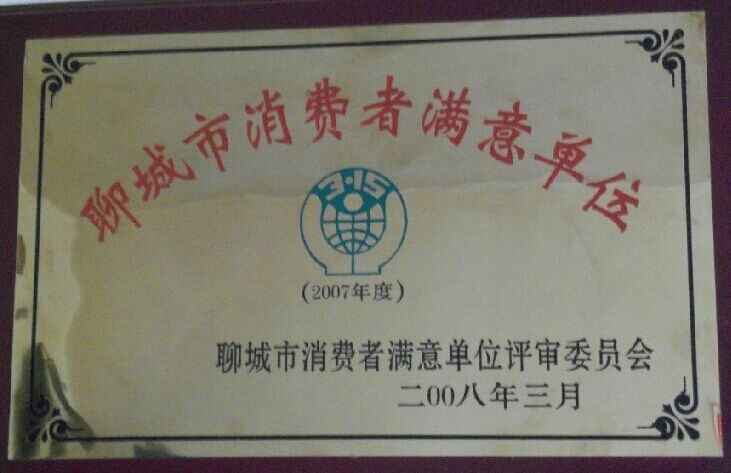 聊城市消费者满意单位
3·15
(2007年度)
聊城市消费者满意单位评审委员会
二00八年三月